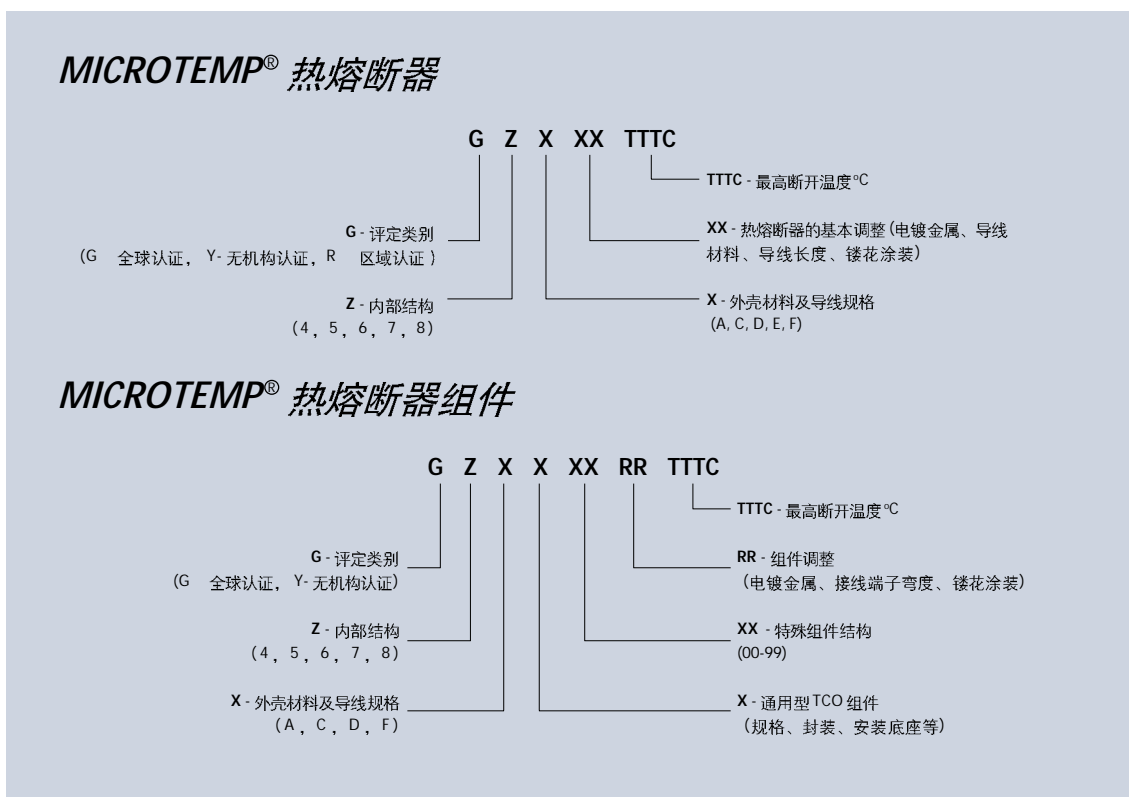 MICROTEMP® 热熔断器
G Z X XX TTTC
TTTC - 最高断开温度°C
G - 评定类别
(G 全球认证, Y- 无机构认证, R 区域认证)
XX - 热熔断器的基本调整 (电镀金属、导线
材料、导线长度、镂花涂装)
Z - 内部结构
(4, 5, 6, 7, 8)
X - 外壳材料及导线规格
(A, C, D, E, F)
MICROTEMP® 热熔断器组件
G Z X X XX RR TTTC
TTTC - 最高断开温度°C
G - 评定类别
(G 全球认证, Y- 无机构认证)
RR - 组件调整
(电镀金属、接线端子弯度、镂花涂装)
Z - 内部结构
(4, 5, 6, 7, 8)
XX - 特殊组件结构
(00-99)
X - 外壳材料及导线规格
(A, C, D, F)
X - 通用型TCO 组件
(规格、封装、安装底座等)